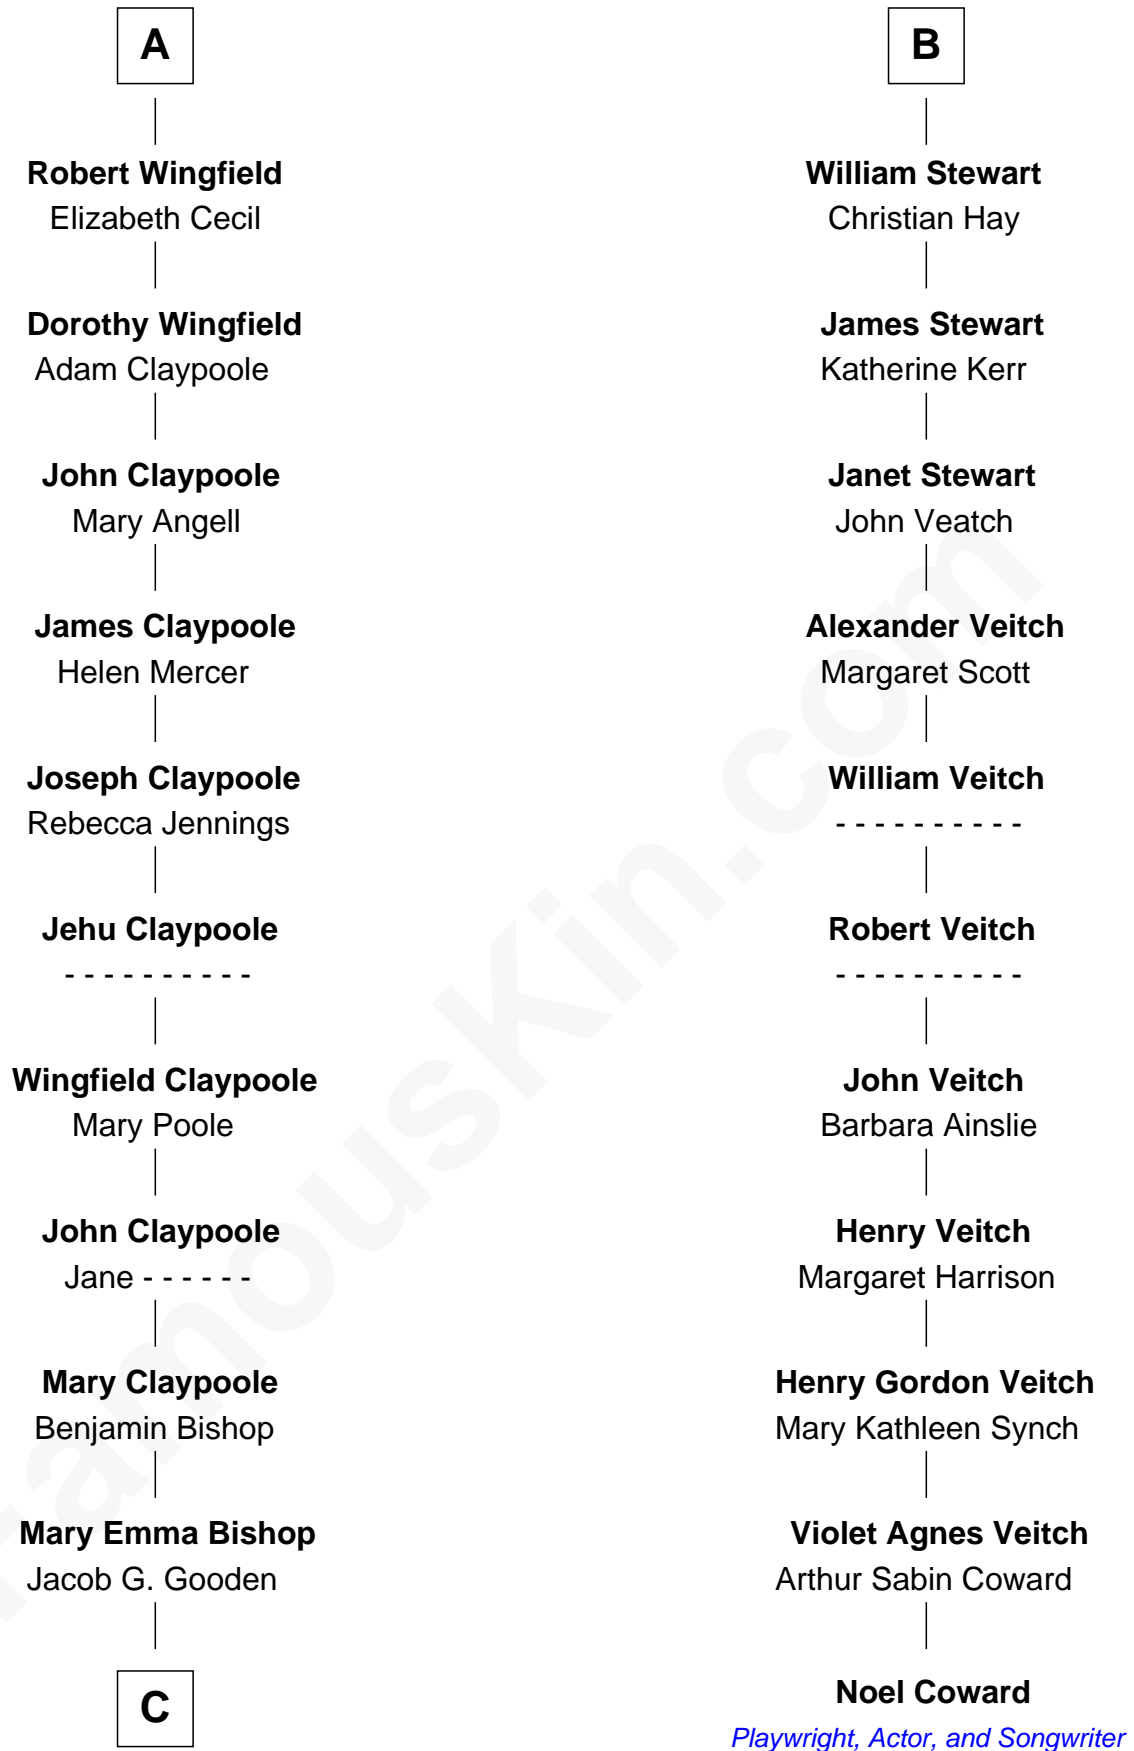 A
Robert Wingfield
Elizabeth Cecil
Dorothy Wingfield
Adam Claypoole
John Claypoole
Mary Angell
James Claypoole
Helen Mercer
Joseph Claypoole
Rebecca Jennings
Jehu Claypoole
- - - - - - - - - -
Wingfield Claypoole
Mary Poole
John Claypoole
Jane - - - - - -
Mary Claypoole
Benjamin Bishop
Mary Emma Bishop
Jacob G. Gooden
C
B
William Stewart
Christian Hay
James Stewart
Katherine Kerr
Janet Stewart
John Veatch
Alexander Veitch
Margaret Scott
William Veitch
- - - - - - - - - -
Robert Veitch
- - - - - - - - - -
John Veitch
Barbara Ainslie
Henry Veitch
Margaret Harrison
Henry Gordon Veitch
Mary Kathleen Synch
Violet Agnes Veitch
Arthur Sabin Coward
Noel Coward
Playwright, Actor, and Songwriter
FamousKin.com